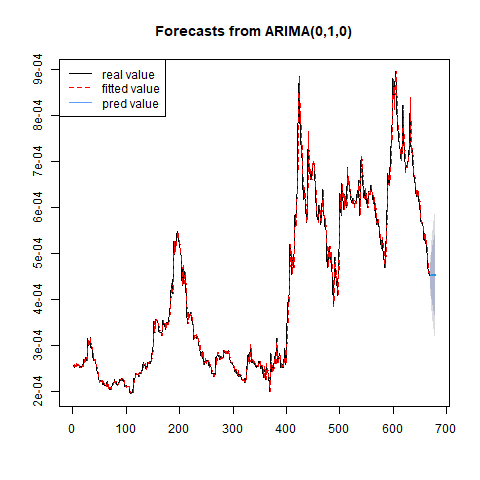 Forecasts from ARIMA(0,1,0)
real value
fitted value
pred value
9e-04
8e-04
7e-04
6e-04
5e-04
4e-04
3e-04
2e-04
0 100 200 300 400 500 600 700